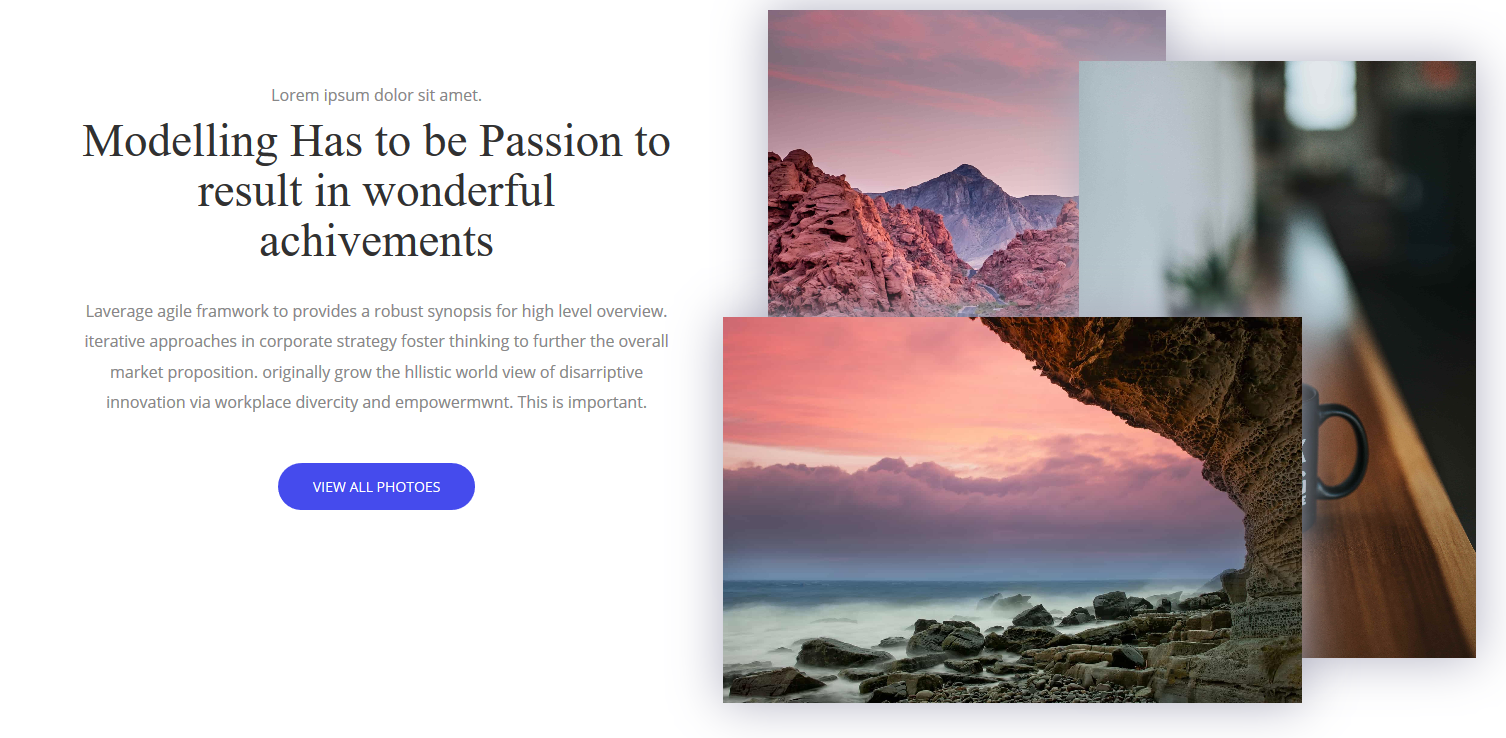 Lorem ipsum dolor sit amet.
Modelling Has to be Passion to
result in wonderful
achivements
Laverage agile framwork to provides a robust synopsis for high level overview.
iterative approaches in corporate strategy foster thinking to further the overall
market proposition. originally grow the hllistic world view of disarriptive
innovation via workplace divercity and empowermwnt. This is important.
VIEW ALL PHOTOES